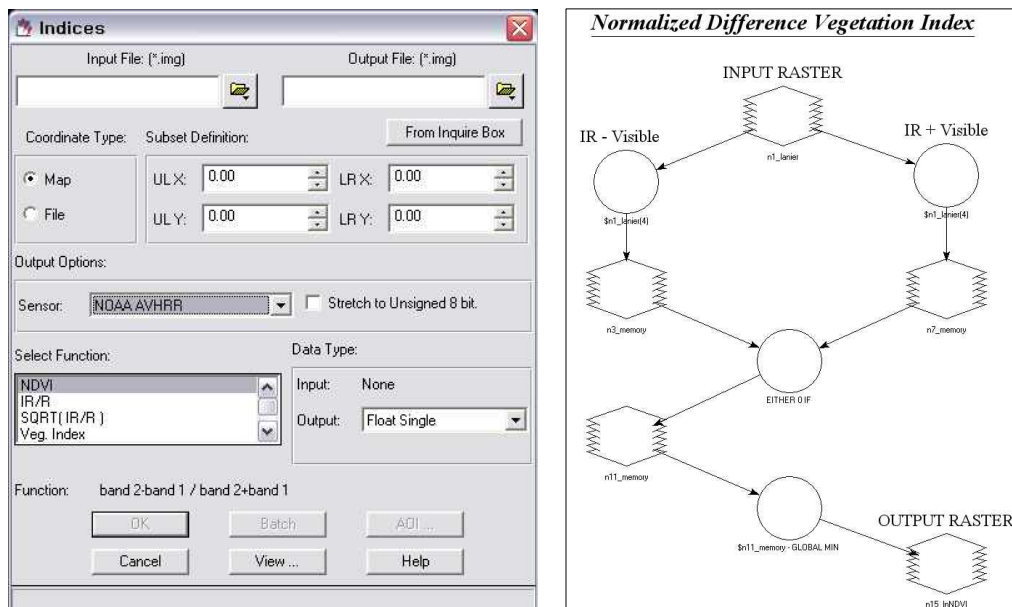 Indices
Input File: (*.img)
Output File: (*.img)
Coordinate Type:
Subset Definition:
From Inquire Box
Map
File
UL X: 0.00
LR X: 0.00
UL Y: 0.00
LR Y: 0.00
Output Options:
Sensor: NOAA AVHRR
Stretch to Unsigned 8 bit.
Select Function:
NDVI
IR/R
SQRT( IR/R )
Veg. Index
Data Type:
Input: None
Output: Float Single
Function: band 2-band 1 / band 2+band 1
OK
Batch
AOI ...
Cancel
View ...
Help
Normalized Difference Vegetation Index
INPUT RASTER
n1_lanier
IR - Visible
IR + Visible
$n1_lanier(4)
$n1_lanier(4)
n3_memory
n7_memory
EITHER 0 IF
n11_memory
$n11_memory - GLOBAL MIN
OUTPUT RASTER
n15_lnNDVI